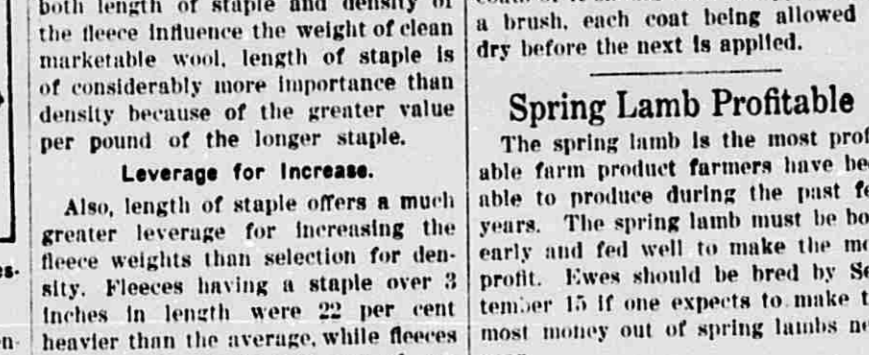 both length of staple and density of
the fleece influence the weight of clean
marketable wool, length of staple is
of considerably more importance than
density because of the greater value
per pound of the longer staple.
Leverage for Increase.
Also, length of staple offers a much
greater leverage for increasing the
fleece weights than selection for den-
sity. Fleeces having a staple over 3
inches in length were 22 per cent
heavier than the average, while fleeces
a brush, each coat being allowed
dry before the next is applied.
Spring Lamb Profitable
The spring lamb is the most prof
able farm product farmers have be
able to produce during the past fe
years. The spring lamb must be bo
early and fed well to make the mo
profit. Ewes should be bred by Se
tember 15 if one expects to make t
most money out of spring lambs ne